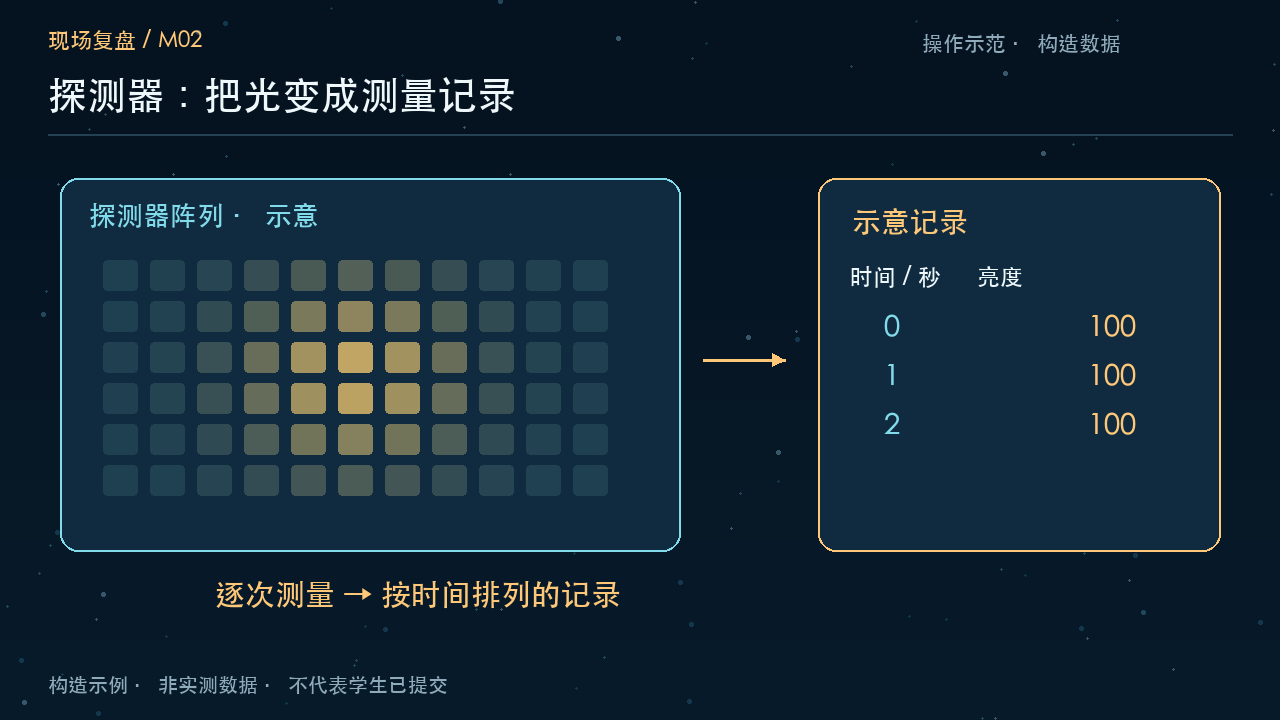 现场复盘 / M02
操作示范 · 构造数据
探测器：把光变成测量记录
探测器阵列 · 示意
示意记录
时间 / 秒 亮度
0 100
1 100
2 100
逐次测量 → 按时间排列的记录
构造示例 · 非实测数据 · 不代表学生已提交